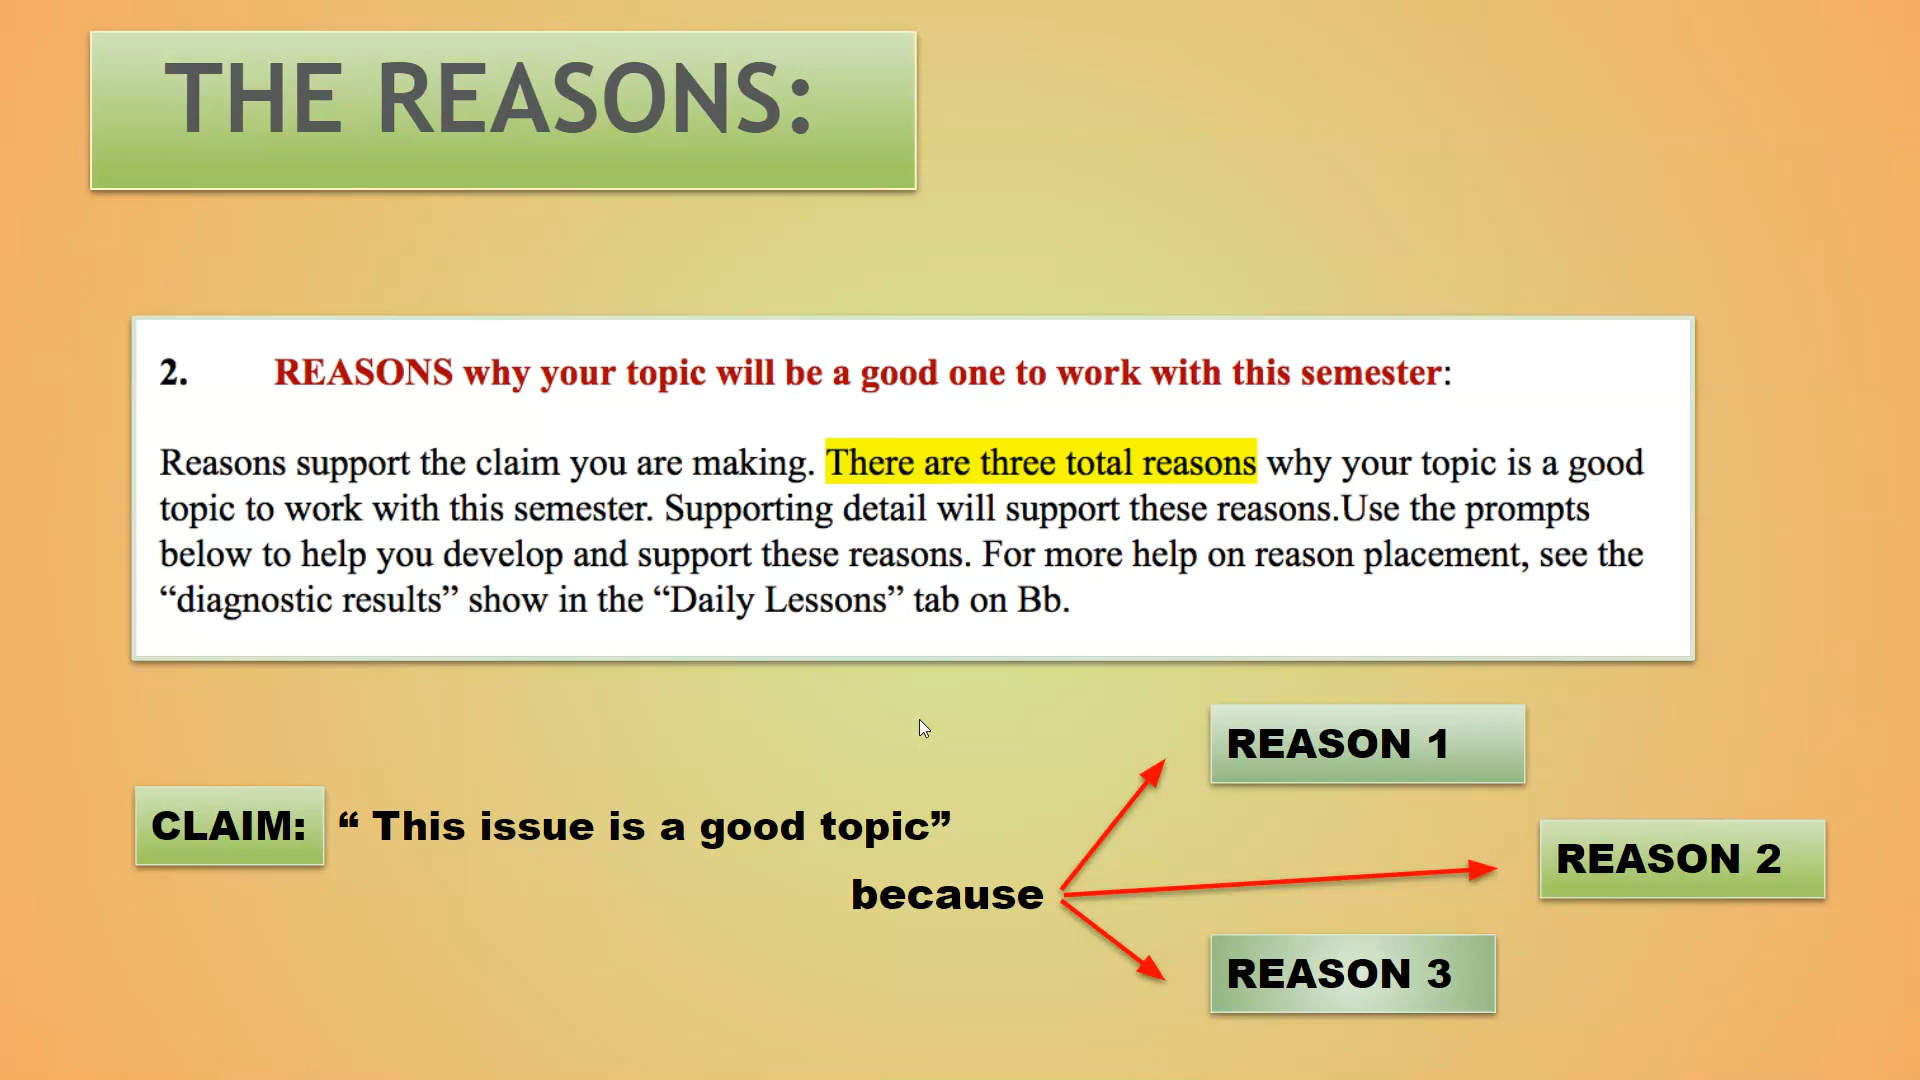 THE REASONS:
2. REASONS why your topic will be a good one to work with this semester:
Reasons support the claim you are making. There are three total reasons why your topic is a good
topic to work with this semester. Supporting detail will support these reasons.Use the prompts
below to help you develop and support these reasons. For more help on reason placement, see the
“diagnostic results” show in the “Daily Lessons” tab on Bb.
REASON 1
CLAIM: “ This issue is a good topic”
REASON 2
because
REASON 3